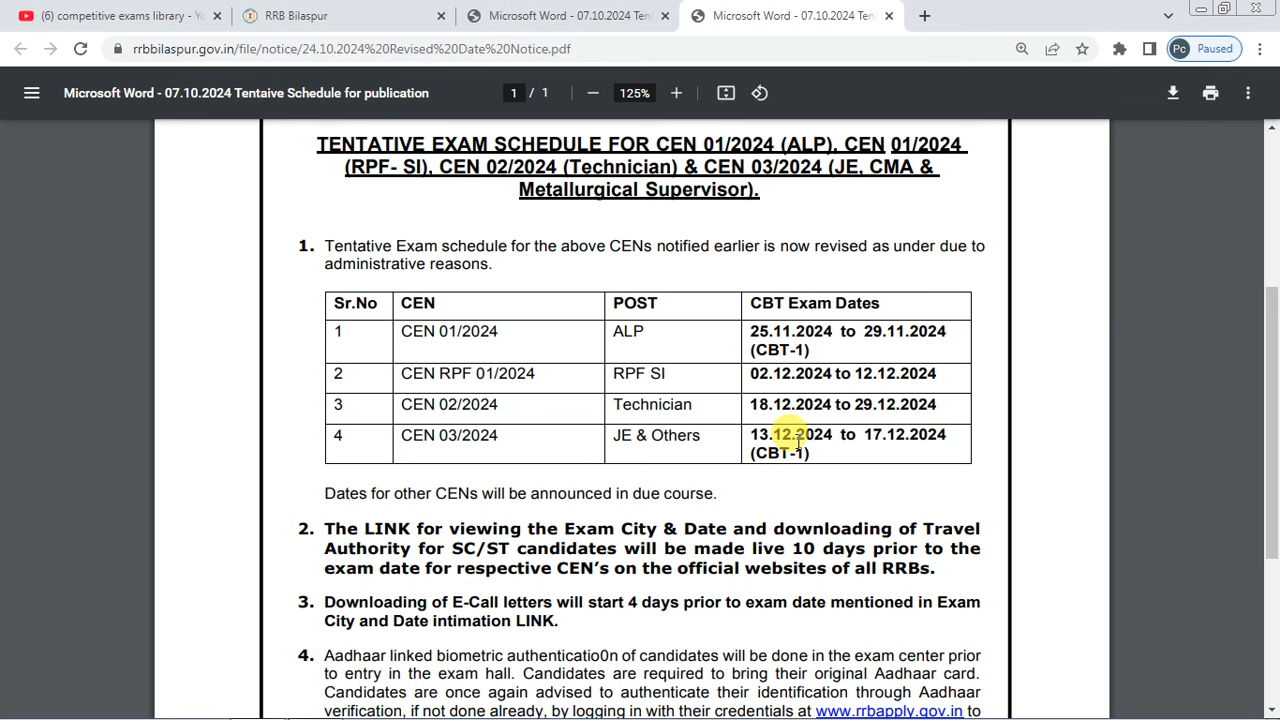 (6) competitive exams library - Yo
RRB Bilaspur
Microsoft Word - 07.10.2024 Tent
Microsoft Word - 07.10.2024 Tent
rrbbilaspur.gov.in/file/notice/24.10.2024%20Revised%20Date%20Notice.pdf
Pc Paused
Microsoft Word - 07.10.2024 Tentaive Schedule for publication
1 / 1
125%
TENTATIVE EXAM SCHEDULE FOR CEN 01/2024 (ALP), CEN 01/2024
(RPF- SI), CEN 02/2024 (Technician) & CEN 03/2024 (JE, CMA &
Metallurgical Supervisor).
1. Tentative Exam schedule for the above CENs notified earlier is now revised as under due to
administrative reasons.
Sr.No CEN POST CBT Exam Dates
1 CEN 01/2024 ALP 25.11.2024 to 29.11.2024
(CBT-1)
2 CEN RPF 01/2024 RPF SI 02.12.2024 to 12.12.2024
3 CEN 02/2024 Technician 18.12.2024 to 29.12.2024
4 CEN 03/2024 JE & Others 13.12.2024 to 17.12.2024
(CBT-1)
Dates for other CENs will be announced in due course.
2. The LINK for viewing the Exam City & Date and downloading of Travel
Authority for SC/ST candidates will be made live 10 days prior to the
exam date for respective CEN's on the official websites of all RRBs.
3. Downloading of E-Call letters will start 4 days prior to exam date mentioned in Exam
City and Date intimation LINK.
4. Aadhaar linked biometric authenticatio0n of candidates will be done in the exam center prior
to entry in the exam hall. Candidates are required to bring their original Aadhaar card.
Candidates are once again advised to authenticate their identification through Aadhaar
verification, if not done already, by logging in with their credentials at www.rrbapply.gov.in to